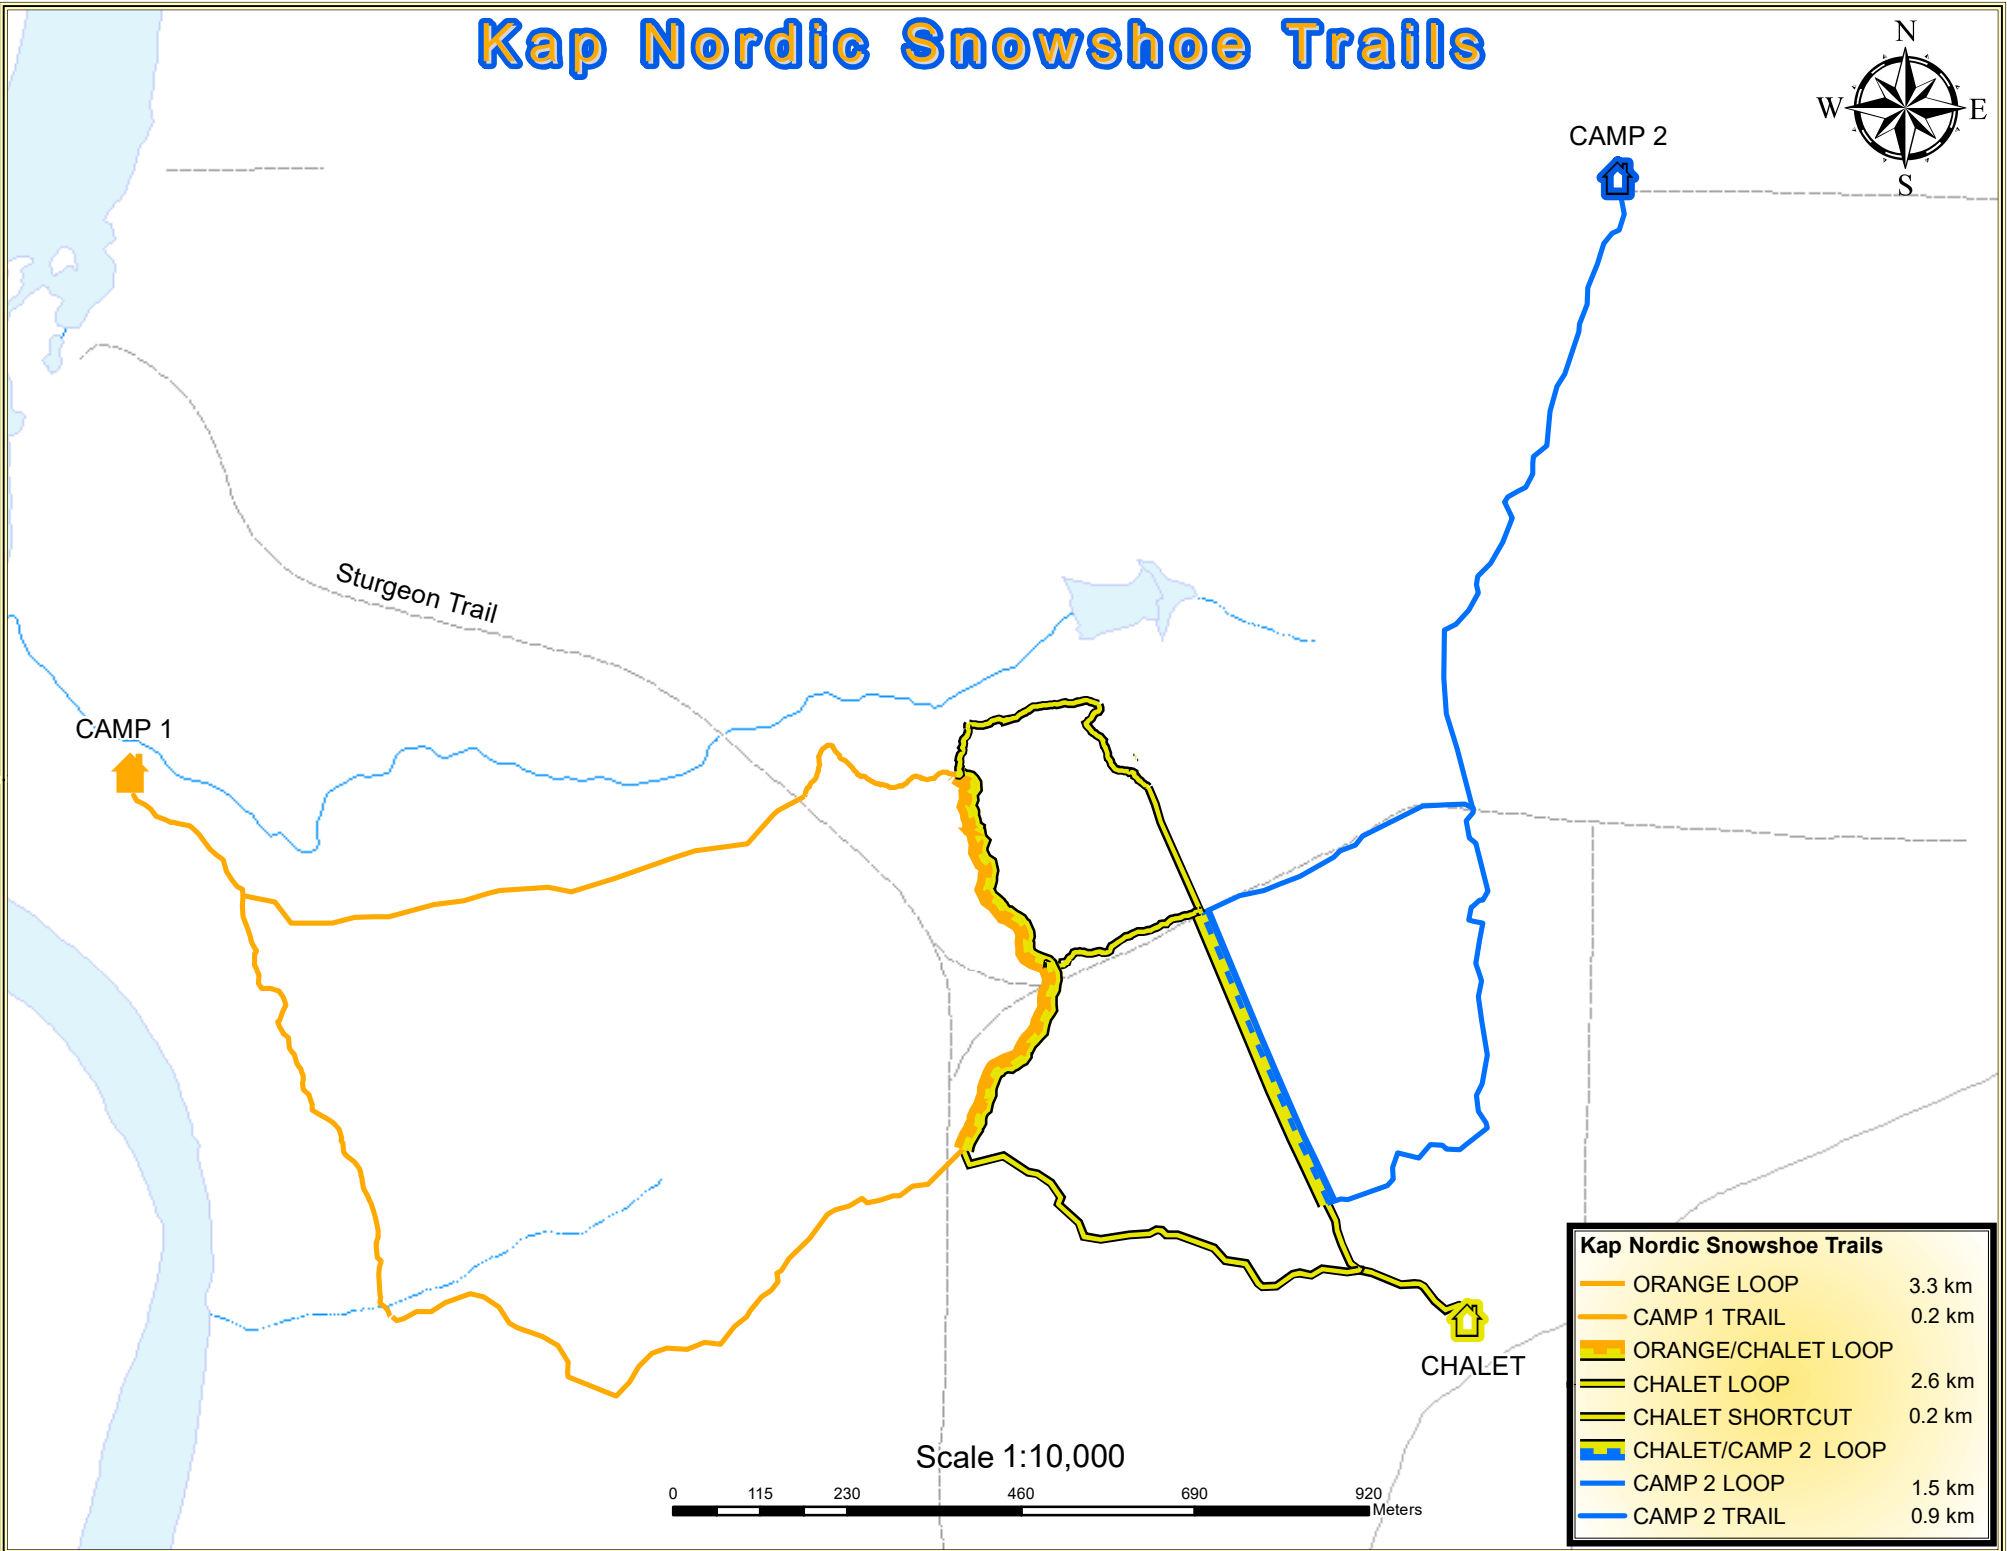 Kap Nordic Snowshoe Trails
N
W
E
S
CAMP 2
Sturgeon Trail
CAMP 1
CHALET
Kap Nordic Snowshoe Trails
ORANGE LOOP 3.3 km
CAMP 1 TRAIL 0.2 km
ORANGE/CHALET LOOP
CHALET LOOP 2.6 km
CHALET SHORTCUT 0.2 km
CHALET/CAMP 2 LOOP
CAMP 2 LOOP 1.5 km
CAMP 2 TRAIL 0.9 km
Scale 1:10,000
0 115 230 460 690 920
Meters